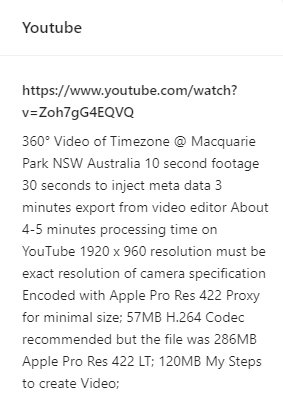 Youtube
https://www.youtube.com/watch?
v=Zoh7gG4EQVQ
360° Video of Timezone @ Macquarie
Park NSW Australia 10 second footage
30 seconds to inject meta data 3
minutes export from video editor About
4-5 minutes processing time on
YouTube 1920 x 960 resolution must be
exact resolution of camera specification
Encoded with Apple Pro Res 422 Proxy
for minimal size; 57MB H.264 Codec
recommended but the file was 286MB
Apple Pro Res 422 LT; 120MB My Steps
to create Video;